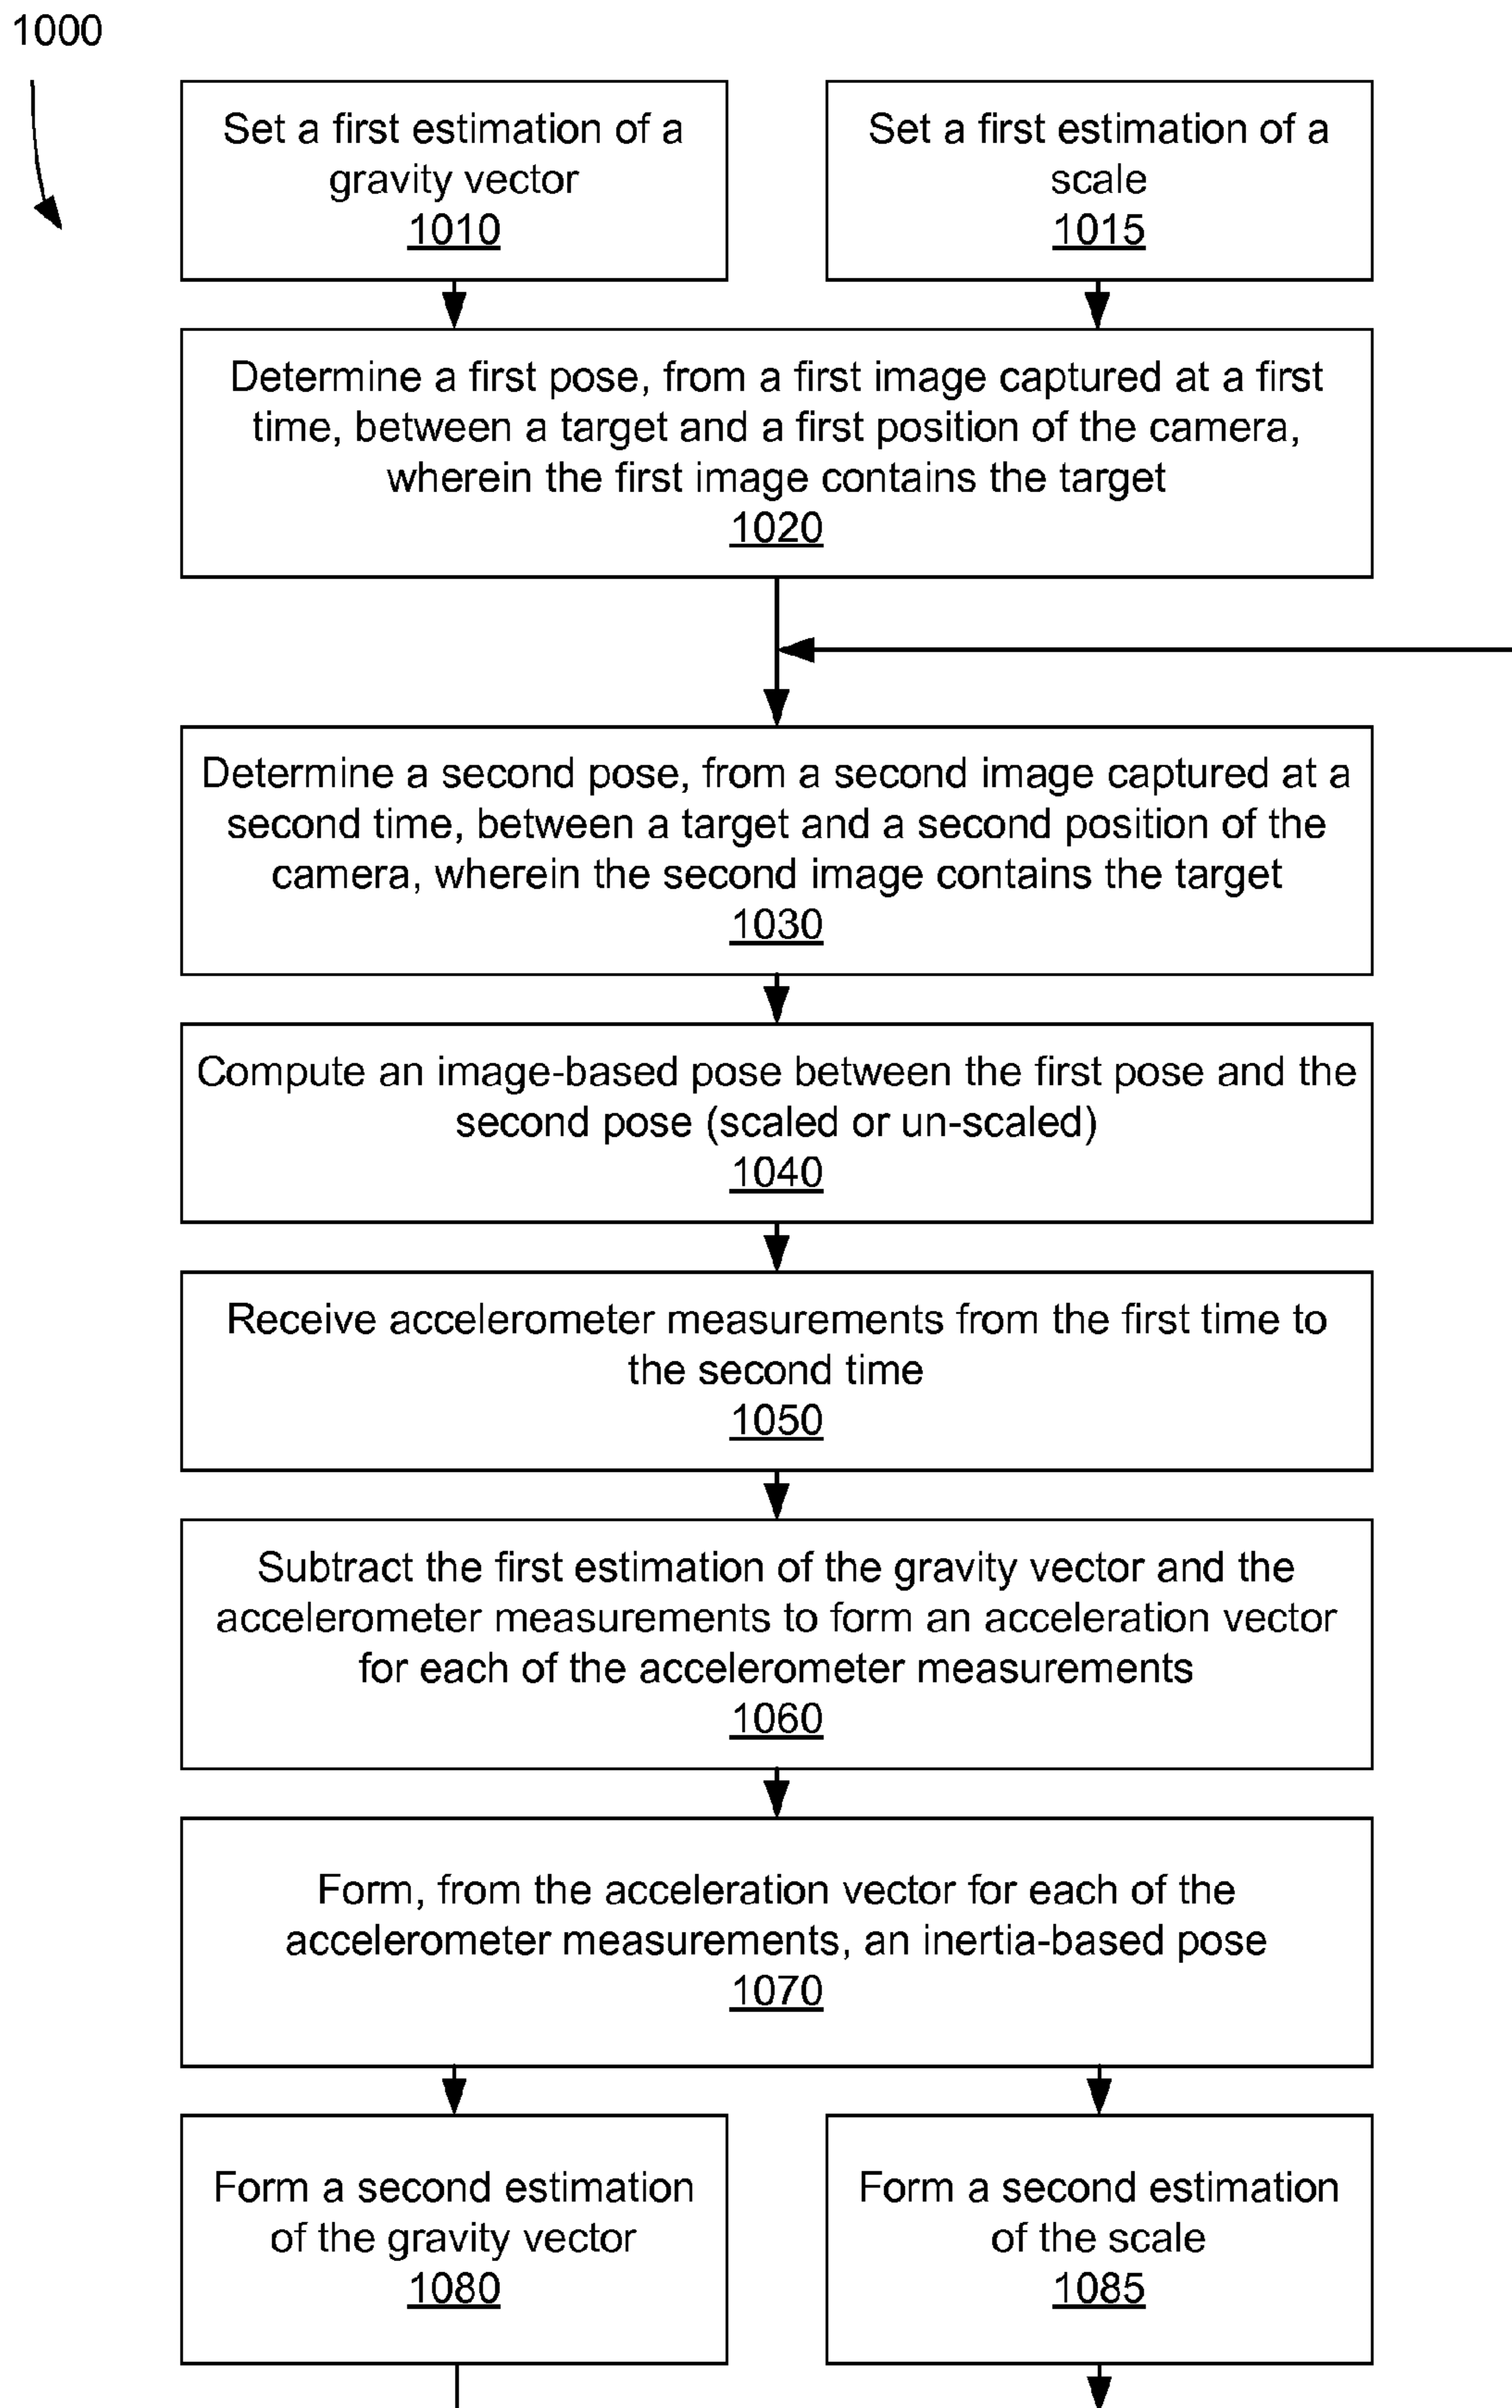 1000
Set a first estimation of a
gravity vector
1010
Set a first estimation of a
scale
1015
Determine a first pose, from a first image captured at a first
time, between a target and a first position of the camera,
wherein the first image contains the target
1020
Determine a second pose, from a second image captured at a
second time, between a target and a second position of the
camera, wherein the second image contains the target
1030
Compute an image-based pose between the first pose and the
second pose (scaled or un-scaled)
1040
Receive accelerometer measurements from the first time to
the second time
1050
Subtract the first estimation of the gravity vector and the
accelerometer measurements to form an acceleration vector
for each of the accelerometer measurements
1060
Form, from the acceleration vector for each of the
accelerometer measurements, an inertia-based pose
1070
Form a second estimation
of the gravity vector
1080
Form a second estimation
of the scale
1085